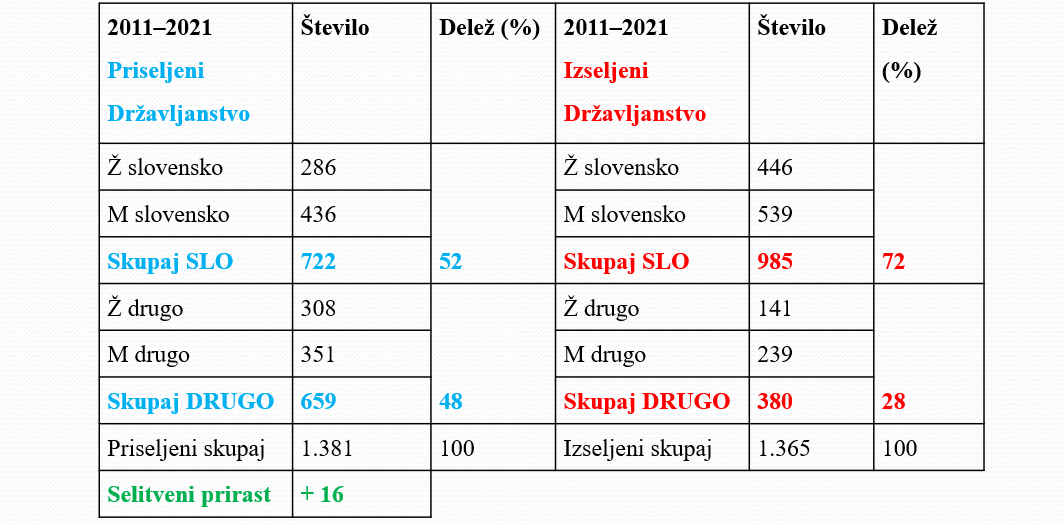 2011–2021 Število Delež (%) 2011–2021 Število Delež
Priseljeni Izseljeni (%)
Državljanstvo Državljanstvo
Ž slovensko 286 Ž slovensko 446
M slovensko 436 M slovensko 539
Skupaj SLO 722 52 Skupaj SLO 985 72
Ž drugo 308 Ž drugo 141
M drugo 351 M drugo 239
Skupaj DRUGO 659 48 Skupaj DRUGO 380 28
Priseljeni skupaj 1.381 100 Izseljeni skupaj 1.365 100
Selitveni prirast + 16